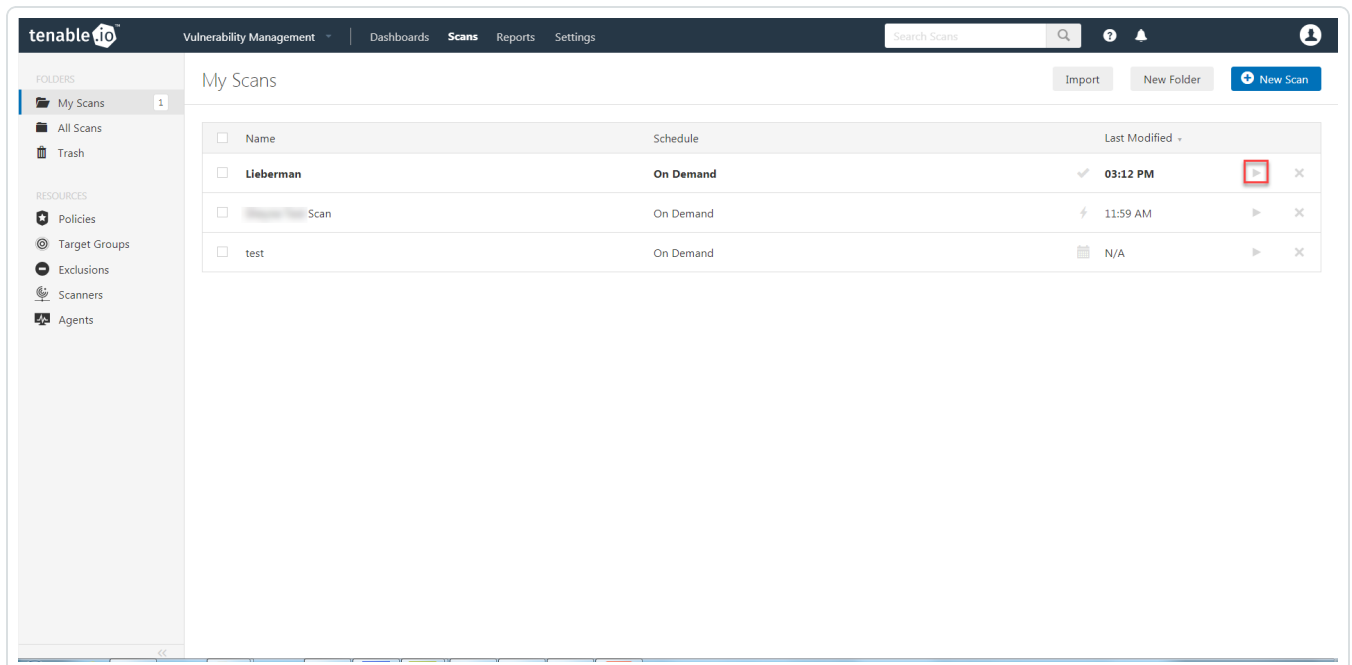 tenable.io™ Vulnerability Management Dashboards Scans Reports Settings Search Scans ?
FOLDERS
My Scans 1
All Scans
Trash
RESOURCES
Policies
Target Groups
Exclusions
Scanners
Agents
My Scans Import New Folder New Scan
Name Schedule Last Modified
Lieberman On Demand 03:12 PM
Scan On Demand 11:59 AM
test On Demand N/A